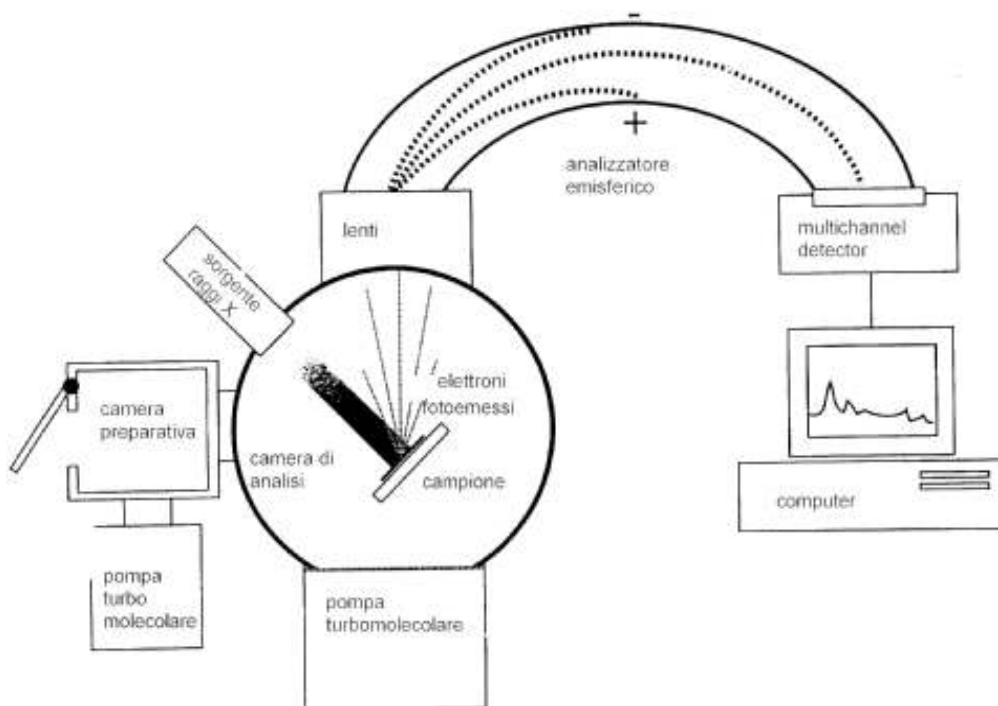 -
+
analizzatore
emisferico
lenti
multichannel
detector
sorgente
raggi X
elettroni
fotoemessi
camera
preparativa
camera di
analisi
campione
computer
pompa
turbo
molecolare
pompa
turbomolecolare